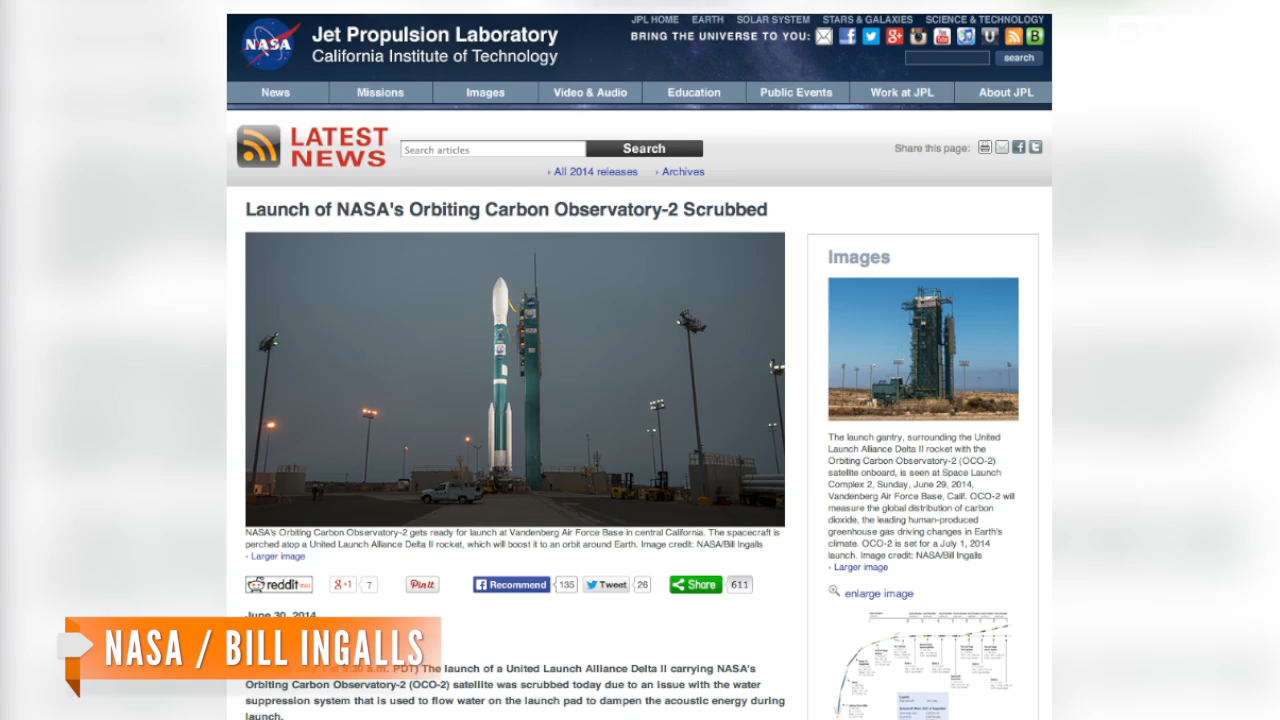 JPL HOME EARTH SOLAR SYSTEM STARS & GALAXIES SCIENCE & TECHNOLOGY
NASA
Jet Propulsion Laboratory
California Institute of Technology
BRING THE UNIVERSE TO YOU:
search
News Missions Images Video & Audio Education Public Events Work at JPL About JPL
LATEST
NEWS
Search articles
Search
Share this page:
› All 2014 releases › Archives
Launch of NASA's Orbiting Carbon Observatory-2 Scrubbed
NASA's Orbiting Carbon Observatory-2 gets ready for launch at Vandenberg Air Force Base in central California. The spacecraft is
perched atop a United Launch Alliance Delta II rocket, which will boost it to an orbit around Earth. Image credit: NASA/Bill Ingalls
› Larger image
reddit
g+1 7
Pin it
Recommend 135
Tweet 26
Share 611
June 30, 2014
a.m. PDT) The launch of a United Launch Alliance Delta II carrying NASA's
Orbiting Carbon Observatory-2 (OCO-2) satellite was scrubbed today due to an issue with the water
suppression system that is used to flow water on the launch pad to dampen the acoustic energy during
launch.
Images
The launch gantry, surrounding the United
Launch Alliance Delta II rocket with the
Orbiting Carbon Observatory-2 (OCO-2)
satellite onboard, is seen at Space Launch
Complex 2, Sunday, June 29, 2014,
Vandenberg Air Force Base, Calif. OCO-2 will
measure the global distribution of carbon
dioxide, the leading human-produced
greenhouse gas driving changes in Earth's
climate. OCO-2 is set for a July 1, 2014
launch. Image credit: NASA/Bill Ingalls
› Larger image
enlarge image
NASA / BILL INGALLS